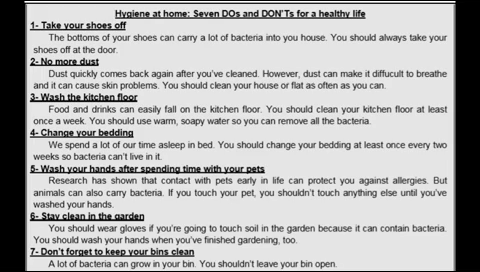 Hygiene at home: Seven DOs and DON'Ts for a healthy life
1- Take your shoes off
The bottoms of your shoes can carry a lot of bacteria into you house. You should always take your
shoes off at the door.
2- No more dust
Dust quickly comes back again after you've cleaned. However, dust can make it diffucult to breathe
and it can cause skin problems. You should clean your house or flat as often as you can.
3- Wash the kitchen floor
Food and drinks can easily fall on the kitchen floor. You should clean your kitchen floor at least
once a week. You should use warm, soapy water so you can remove all the bacteria.
4- Change your bedding
We spend a lot of our time asleep in bed. You should change your bedding at least once every two
weeks so bacteria can't live in it.
5- Wash your hands after spending time with your pets
Research has shown that contact with pets early in life can protect you against allergies. But
animals can also carry bacteria. If you touch your pet, you shouldn't touch anything else until you've
washed your hands.
6- Stay clean in the garden
You should wear gloves if you're going to touch soil in the garden because it can contain bacteria.
You should wash your hands when you've finished gardening, too.
7- Don't forget to keep your bins clean
A lot of bacteria can grow in your bin. You shouldn't leave your bin open.